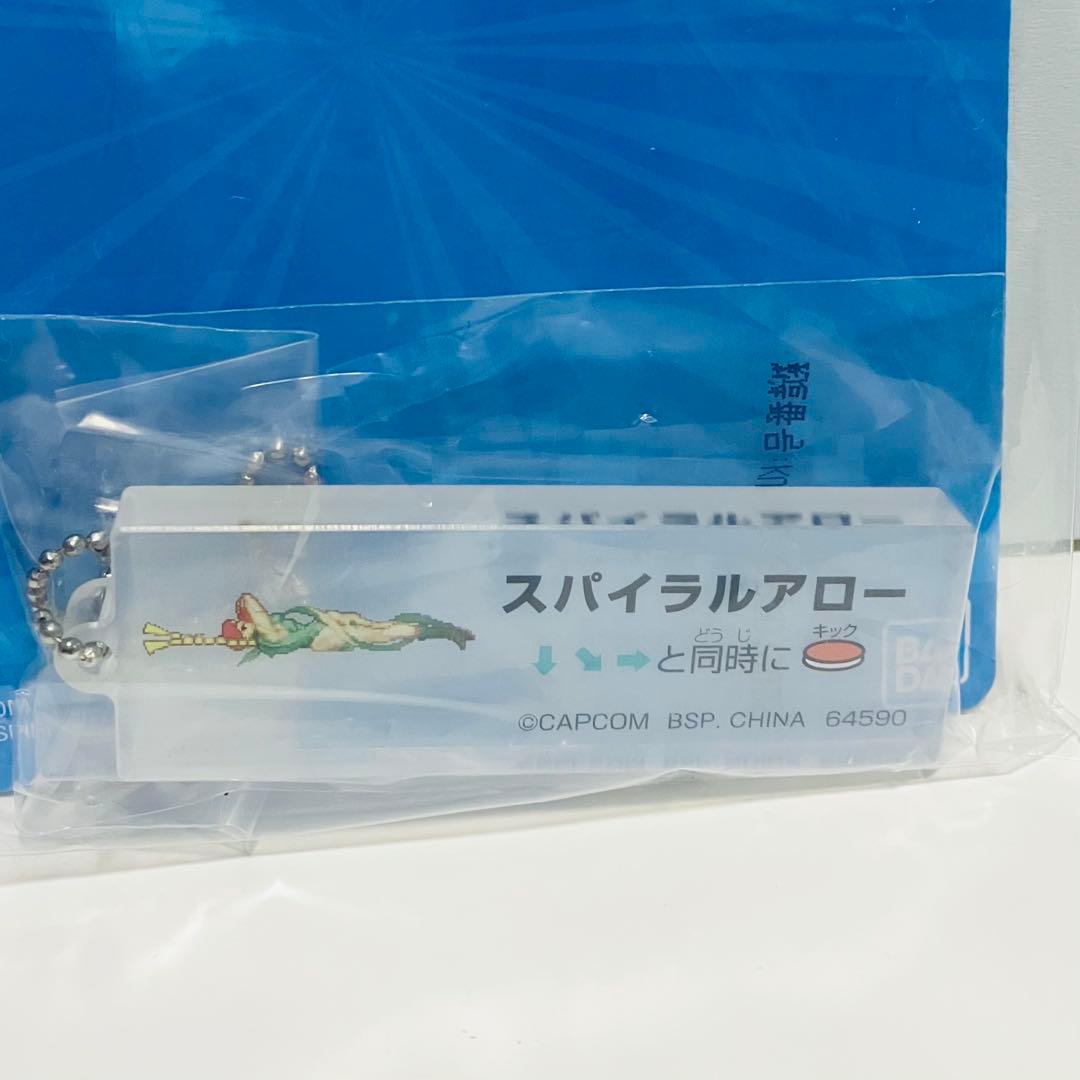 スパイラルアロー
どうじ キック
↓ ↘ → と同時に
©CAPCOM BSP. CHINA 64590